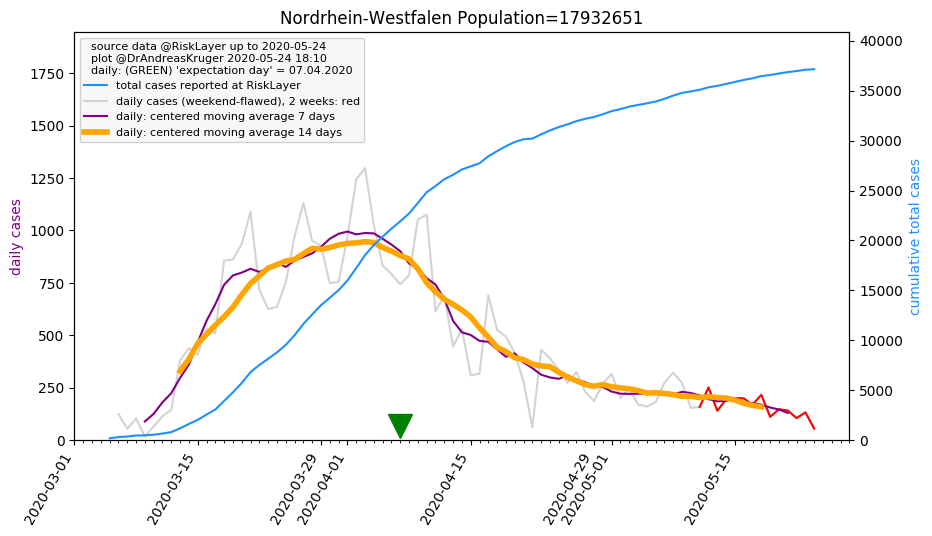 Nordrhein-Westfalen Population=17932651
source data @RiskLayer up to 2020-05-24
plot @DrAndreasKruger 2020-05-24 18:10
daily: (GREEN) 'expectation day' = 07.04.2020
total cases reported at RiskLayer
daily cases (weekend-flawed), 2 weeks: red
daily: centered moving average 7 days
daily: centered moving average 14 days
daily cases
1750
1500
1250
1000
750
500
250
0
40000
35000
30000
25000
20000
15000
10000
5000
0
cumulative total cases
2020-03-01
2020-03-15
2020-03-29
2020-04-01
2020-04-15
2020-04-29
2020-05-01
2020-05-15